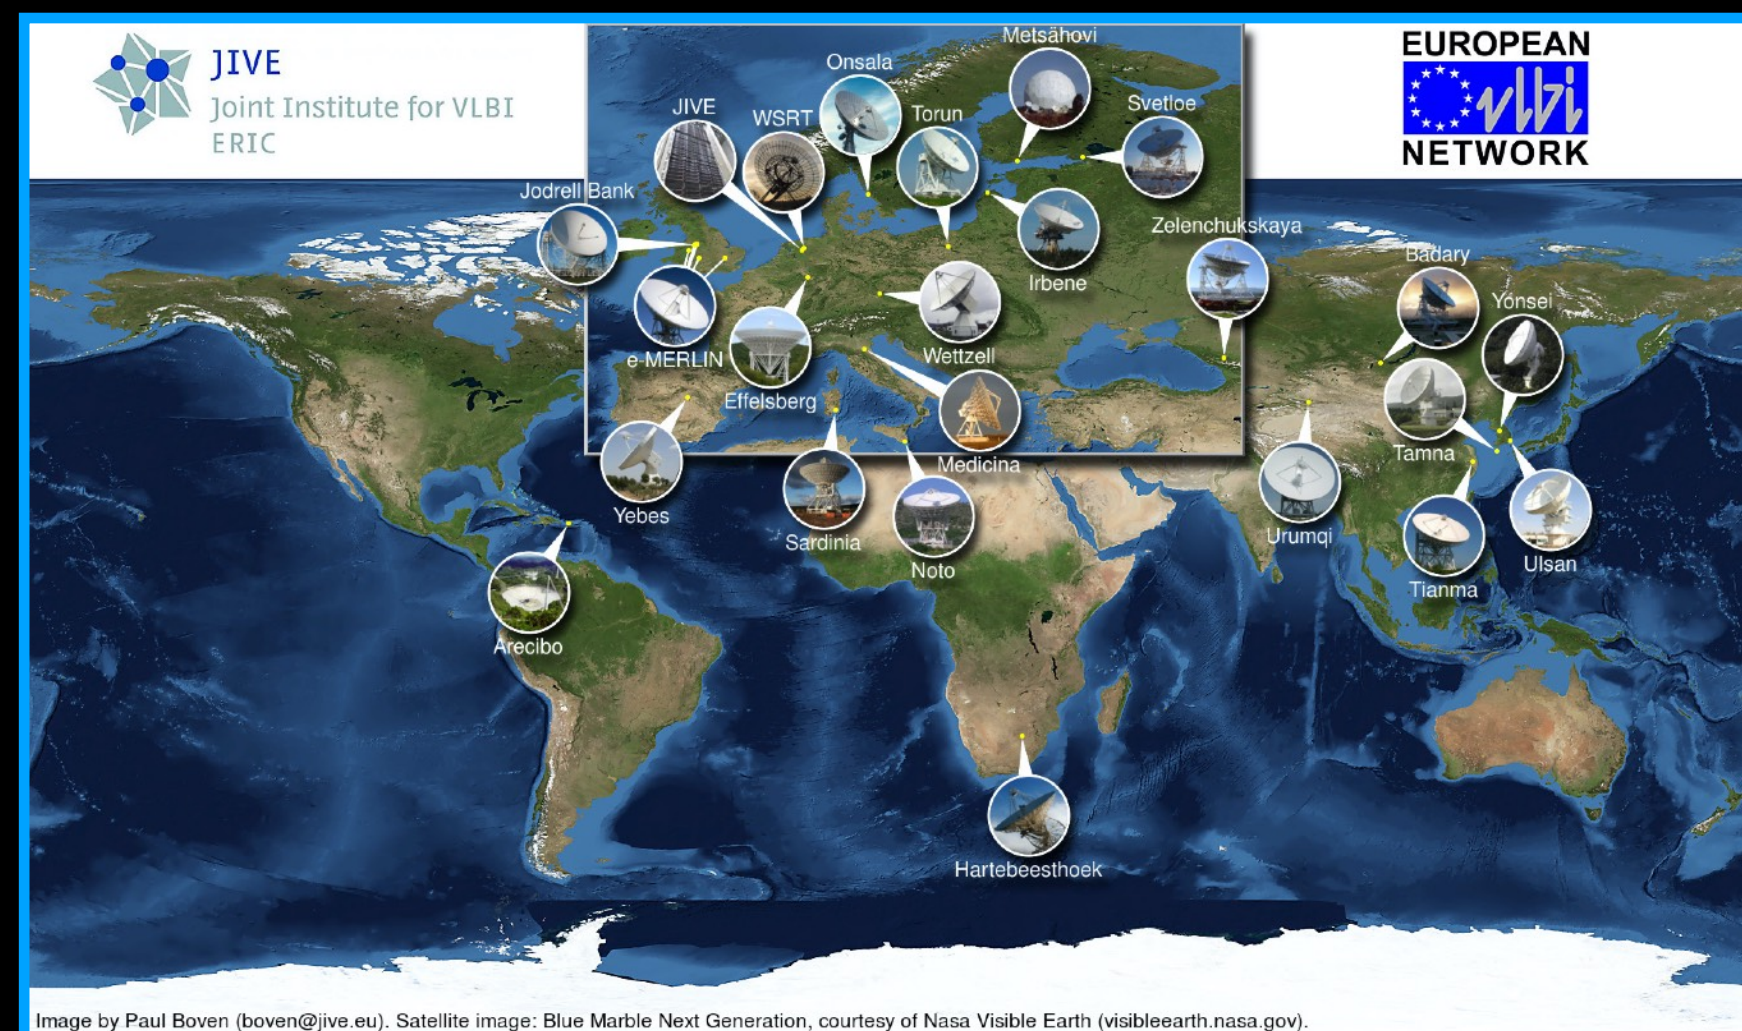 JIVE
Joint Institute for VLBI
ERIC
EUROPEAN
vlbi
NETWORK
Metsähovi
Onsala
JIVE
WSRT
Torun
Svetloe
Jodrell Bank
Zelenchukskaya
Irbene
Badary
Yonsei
e-MERLIN
Wettzell
Effelsberg
Medicina
Tamna
Yebes
Sardinia
Noto
Urumqi
Tianma
Ulsan
Arecibo
Hartebeesthoek
Image by Paul Boven (boven@jive.eu). Satellite image: Blue Marble Next Generation, courtesy of Nasa Visible Earth (visibleearth.nasa.gov).